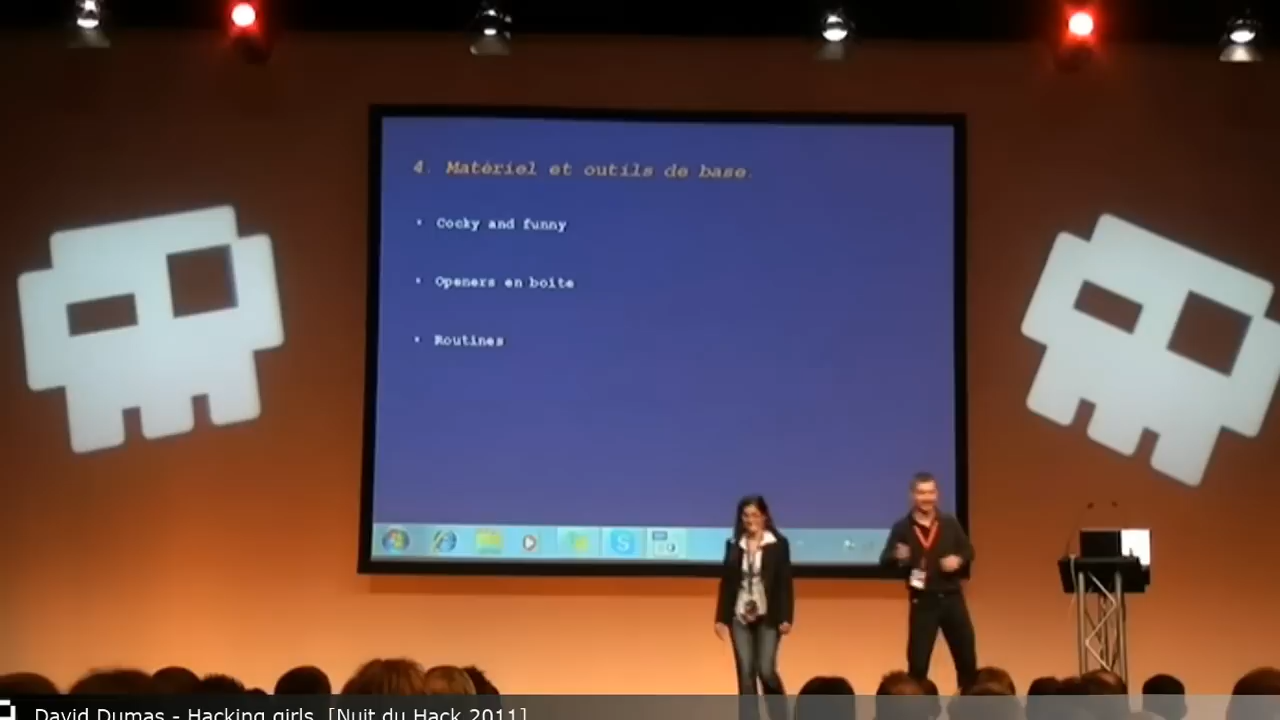 4. Matériel et outils de base.
• Cocky and funny
• Openers en boîte
• Routines
David Dumas - Hacking girls [Nuit du Hack 2011]